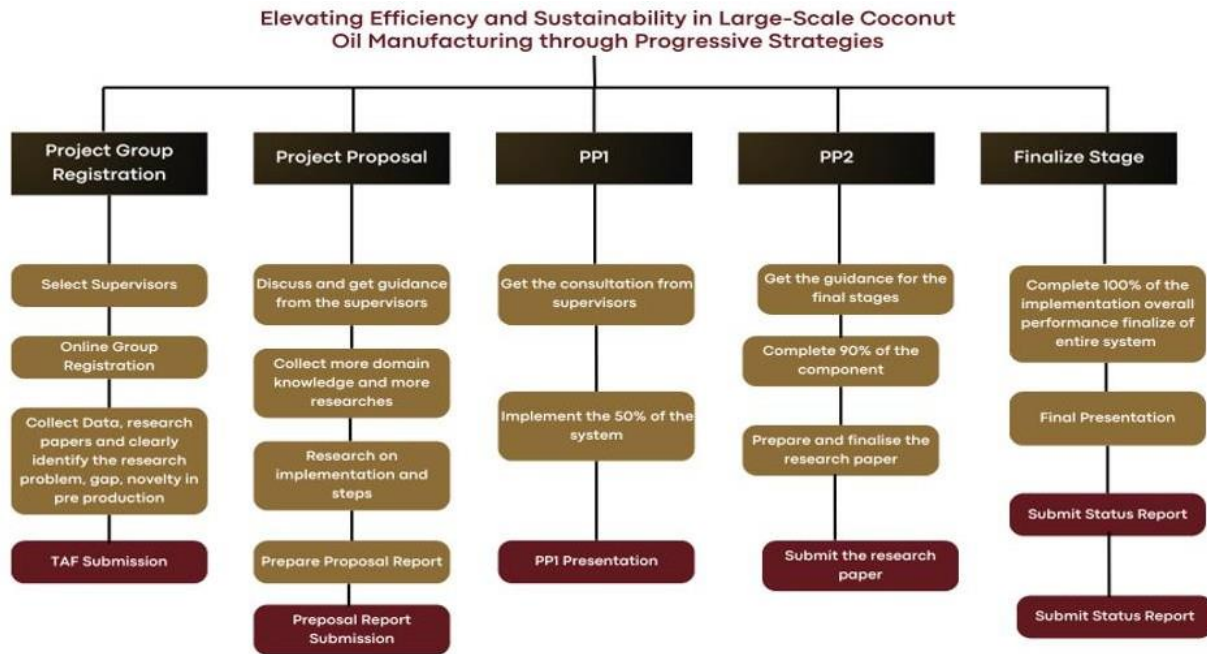 Elevating Efficiency and Sustainability in Large-Scale Coconut
Oil Manufacturing through Progressive Strategies
Project Group
Registration
Select Supervisors
Online Group
Registration
Collect Data, research
papers and clearly
identify the research
problem, gap, novelty in
pre production
TAF Submission
Project Proposal
Discuss and get guidance
from the supervisors
Collect more domain
knowledge and more
researches
Research on
implementation and
steps
Prepare Proposal Report
Preposal Report
Submission
PP1
Get the consultation from
supervisors
Implement the 50% of the
system
PP1 Presentation
PP2
Get the guidance for the
final stages
Complete 90% of the
component
Prepare and finalise the
research paper
Submit the research
paper
Finalize Stage
Complete 100% of the
implementation overall
performance finalize of
entire system
Final Presentation
Submit Status Report
Submit Status Report